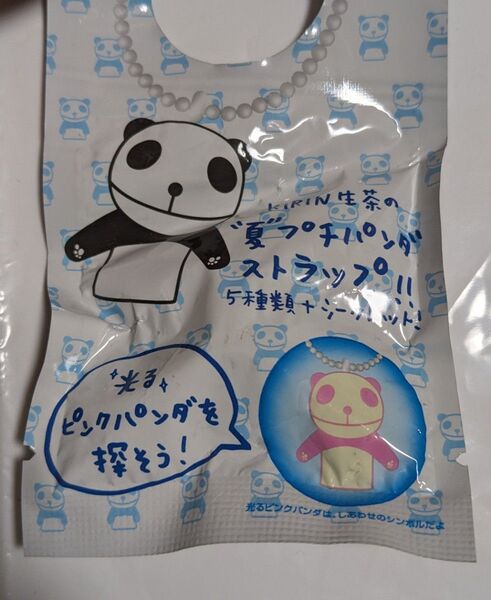 KIRIN 生茶の
"夏"プチパンダ
ストラップ!!
5種類+シークレット!
光る
ピンクパンダを
探そう!
光るピンクパンダは、しあわせのシンボルだよ